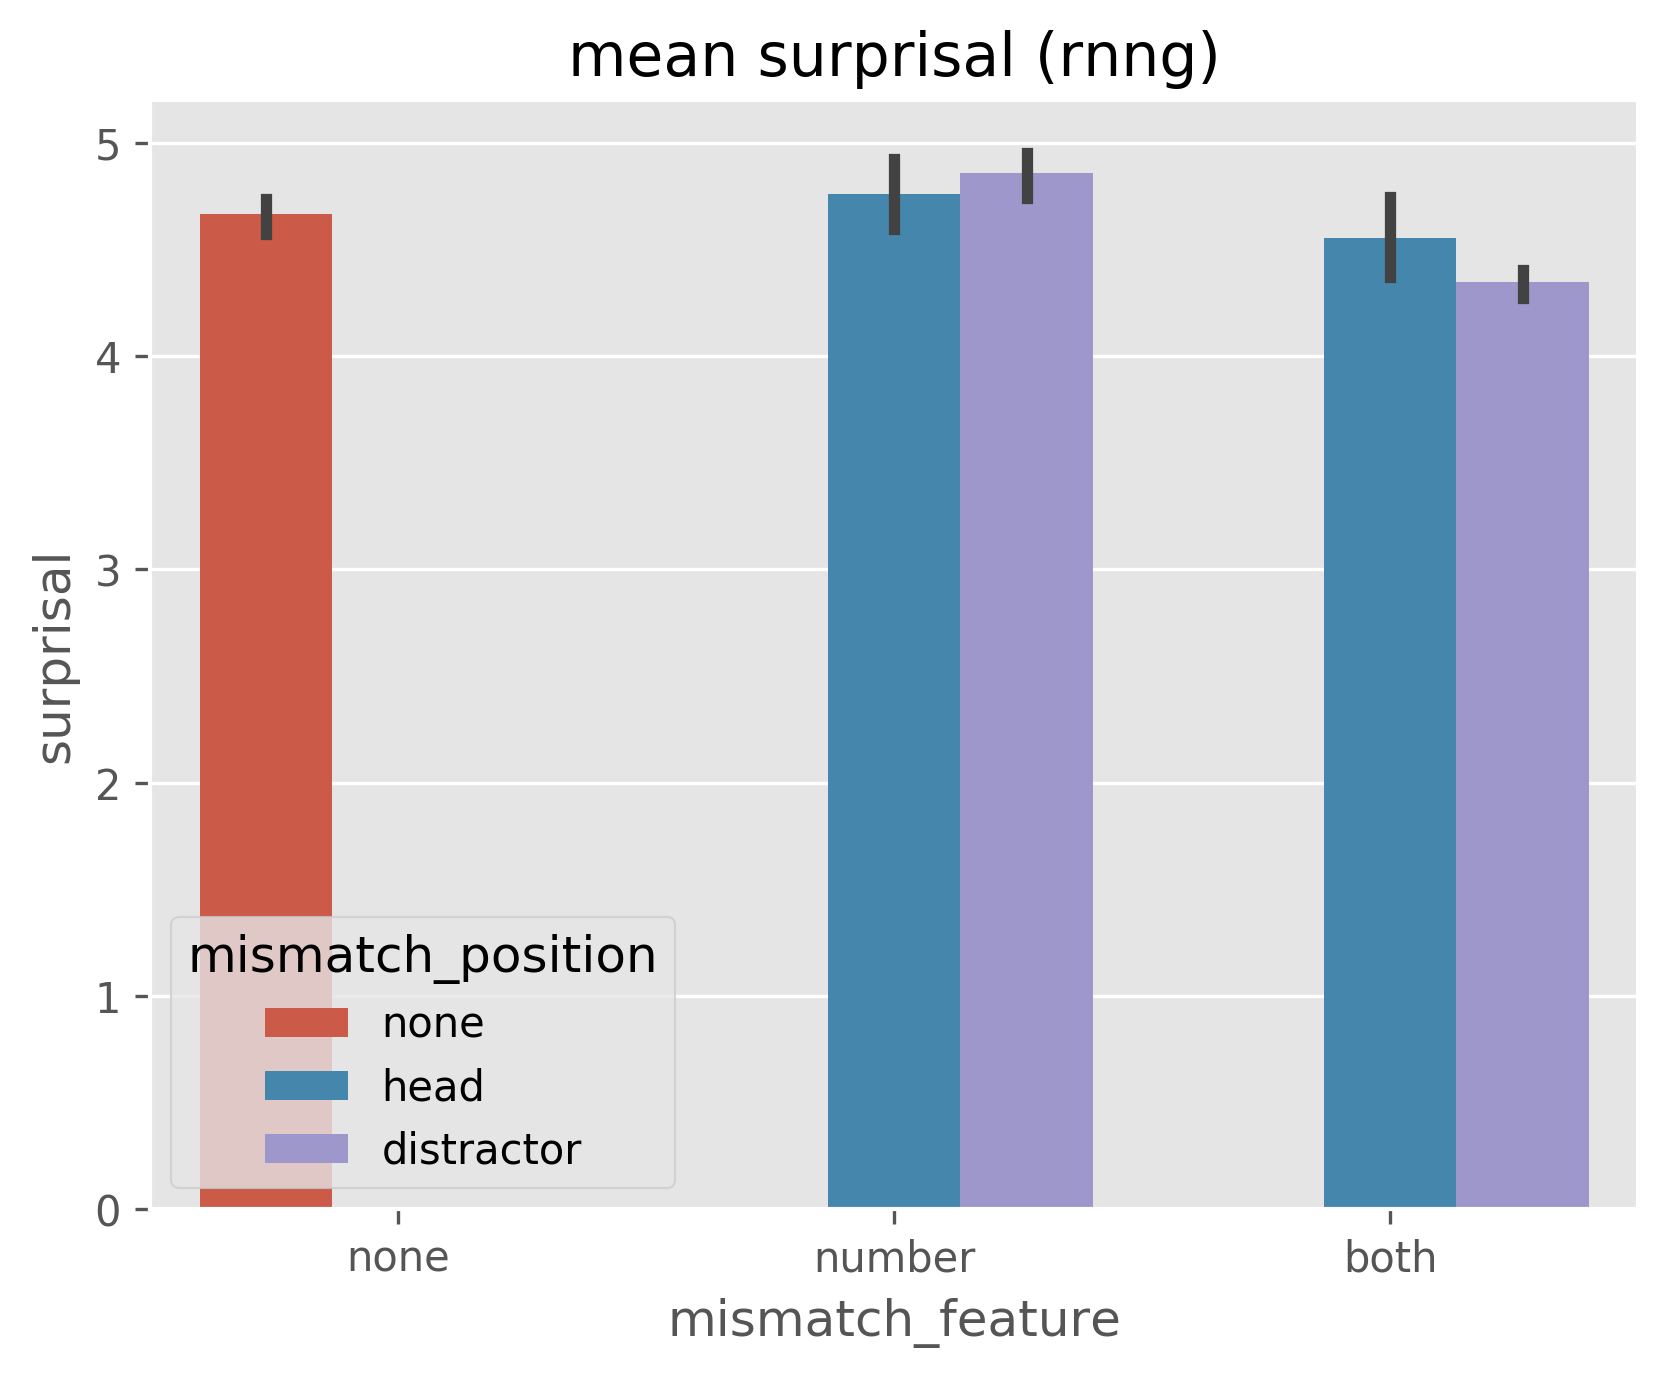 mean surprisal (rnng)
5
4
3
2
1
0
surprisal
mismatch_position
none
head
distractor
none number both
mismatch_feature